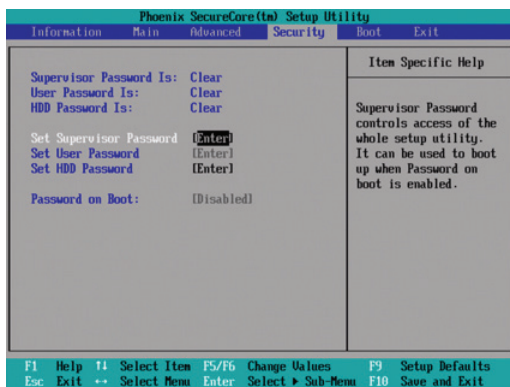 Phoenix SecureCore(tm) Setup Utility
Information Main Advanced Security Boot Exit
Item Specific Help
Supervisor Password Is: Clear
User Password Is: Clear
HDD Password Is: Clear
Set Supervisor Password [Enter]
Set User Password [Enter]
Set HDD Password [Enter]
Password on Boot: [Disabled]
Supervisor Password
controls access of the
whole setup utility.
It can be used to boot
up when Password on
boot is enabled.
F1 Help ↑↓ Select Item F5/F6 Change Values F9 Setup Defaults
Esc Exit ↔ Select Menu Enter Select ▶ Sub-Menu F10 Save and Exit